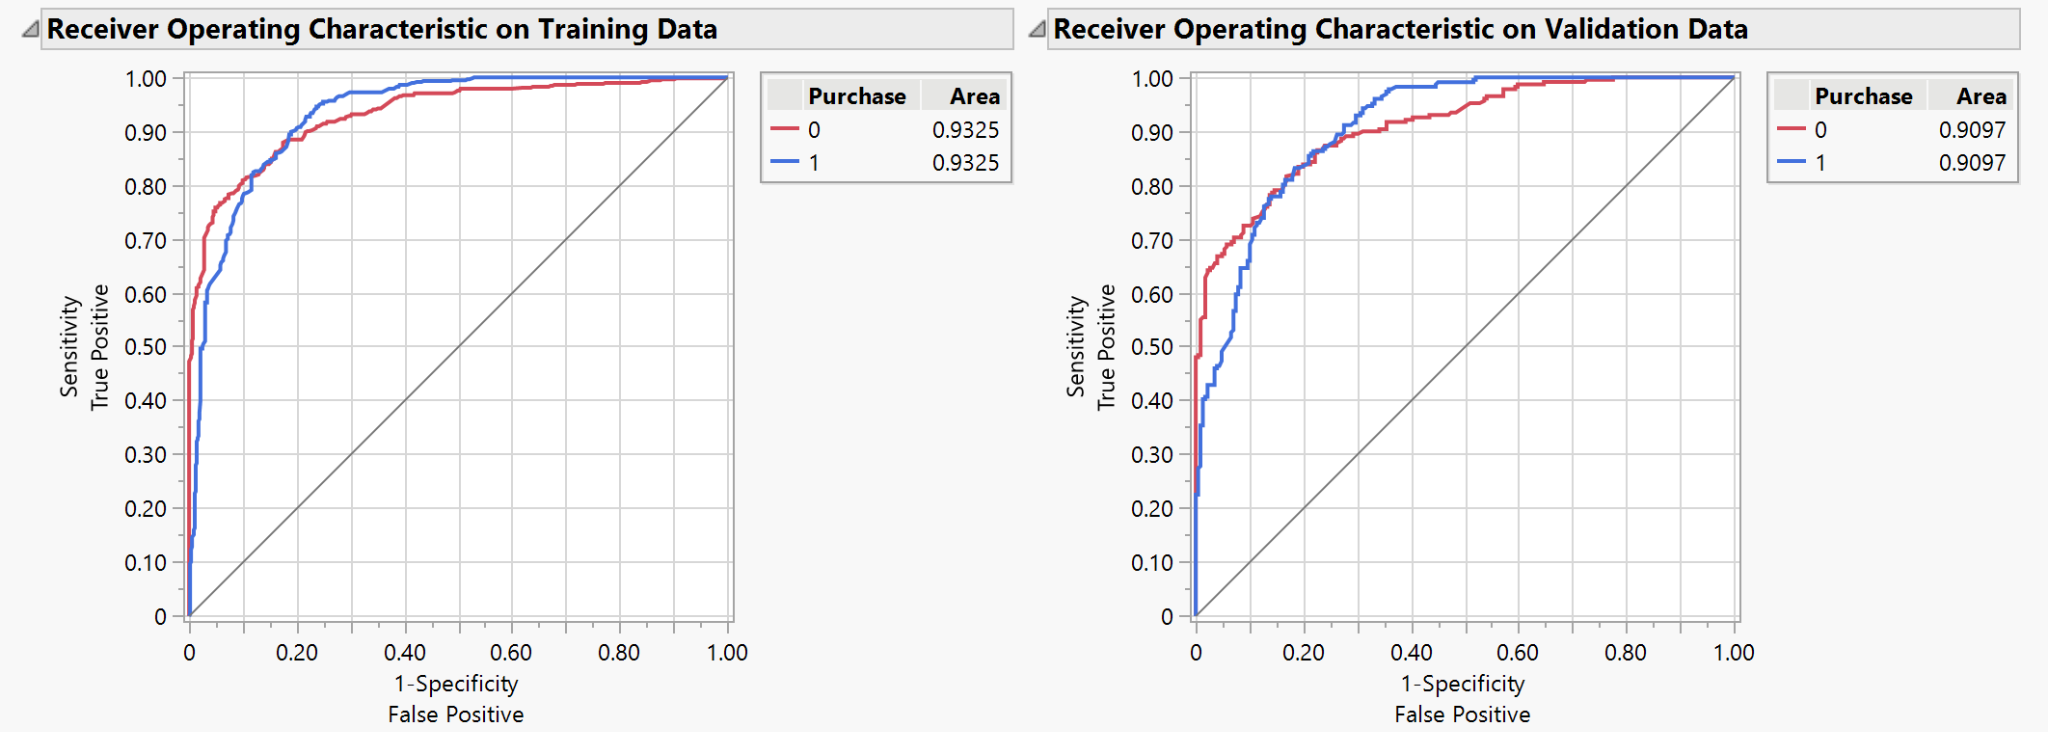 Receiver Operating Characteristic on Training Data
1.00
0.90
0.80
0.70
0.60
0.50
0.40
0.30
0.20
0.10
0
Sensitivity
True Positive
0 0.20 0.40 0.60 0.80 1.00
1-Specificity
False Positive
Purchase Area
0 0.9325
1 0.9325
Receiver Operating Characteristic on Validation Data
1.00
0.90
0.80
0.70
0.60
0.50
0.40
0.30
0.20
0.10
0
Sensitivity
True Positive
0 0.20 0.40 0.60 0.80 1.00
1-Specificity
False Positive
Purchase Area
0 0.9097
1 0.9097